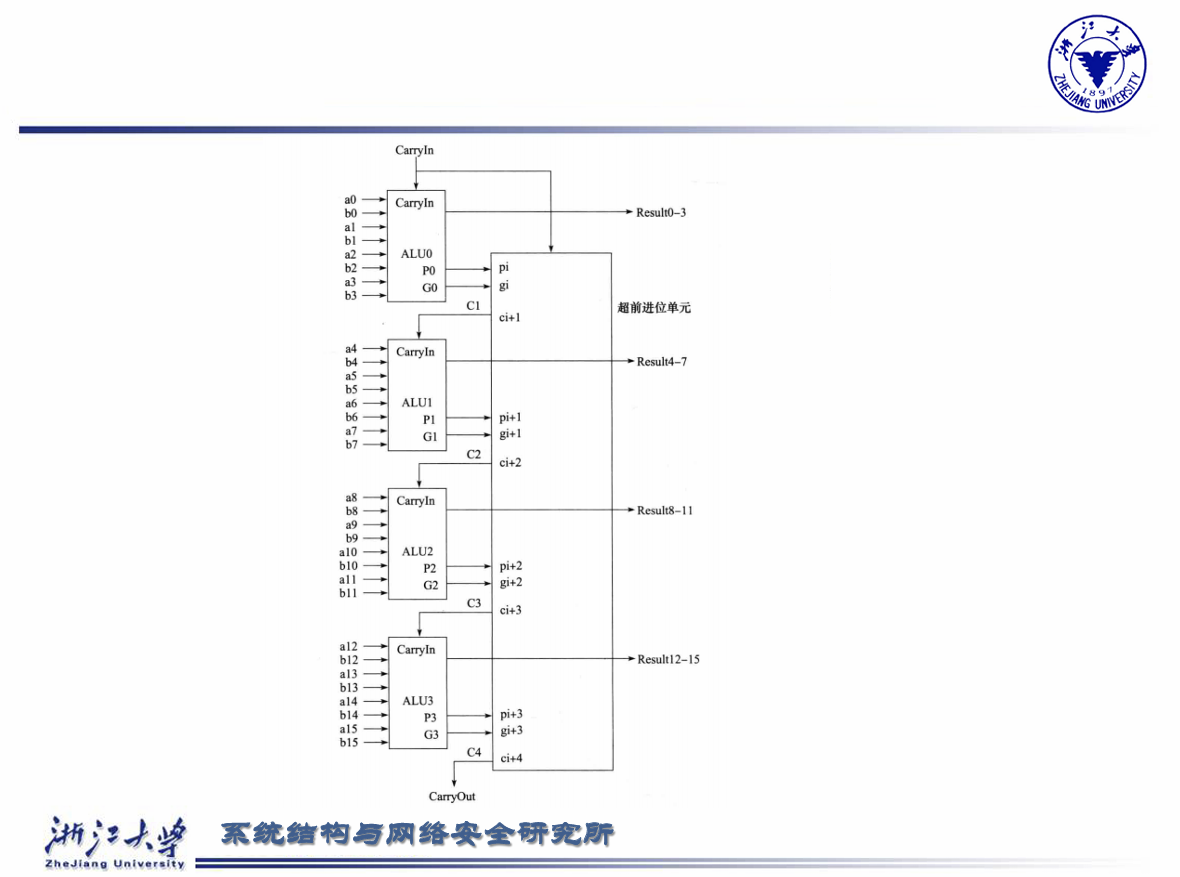 浙江大学
ZHEJIANG UNIVERSITY
1897
CarryIn
a0
b0
a1
b1
a2
b2
a3
b3
CarryIn
ALU0
P0
G0
Result0-3
pi
gi
C1
ci+1
超前进位单元
a4
b4
a5
b5
a6
b6
a7
b7
CarryIn
ALU1
P1
G1
Result4-7
pi+1
gi+1
C2
ci+2
a8
b8
a9
b9
a10
b10
a11
b11
CarryIn
ALU2
P2
G2
Result8-11
pi+2
gi+2
C3
ci+3
a12
b12
a13
b13
a14
b14
a15
b15
CarryIn
ALU3
P3
G3
Result12-15
pi+3
gi+3
C4
ci+4
CarryOut
浙江大学
ZheJiang University
系统结构与网络安全研究所